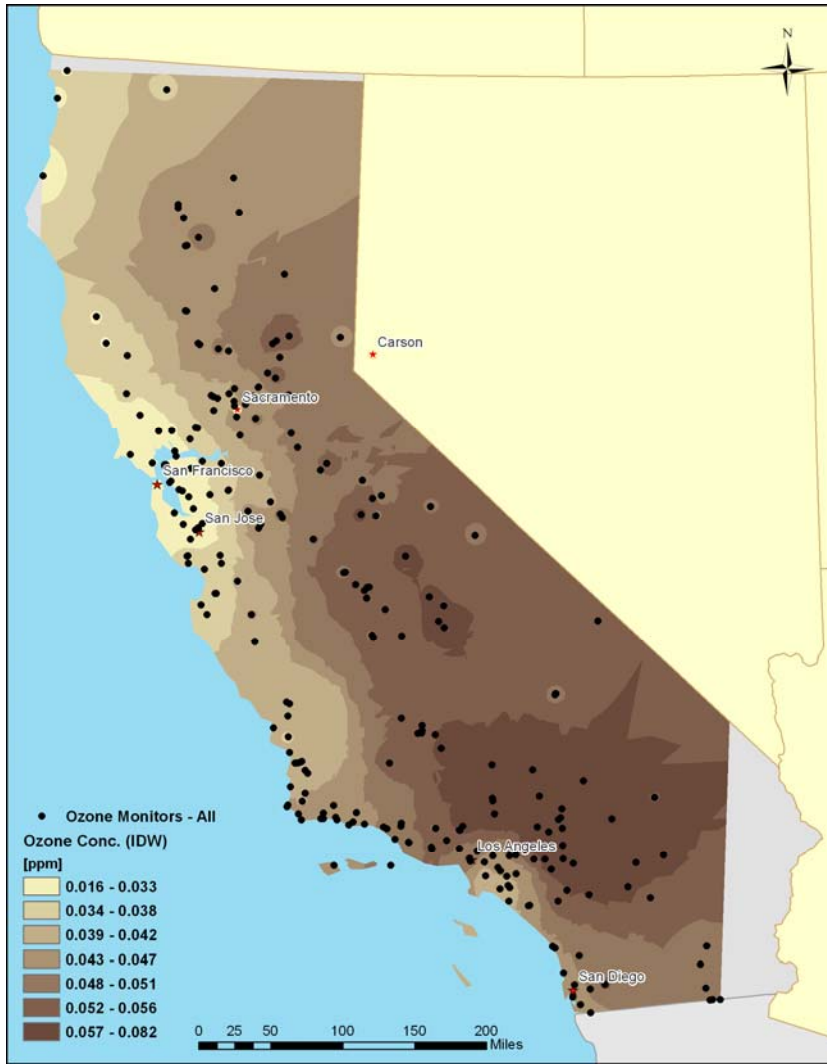 N
Carson
Sacramento
San Francisco
San Jose
Los Angeles
San Diego
Ozone Monitors - All
Ozone Conc. (IDW)
[ppm]
0.016 - 0.033
0.034 - 0.038
0.039 - 0.042
0.043 - 0.047
0.048 - 0.051
0.052 - 0.056
0.057 - 0.082
0 25 50 100 150 200
Miles